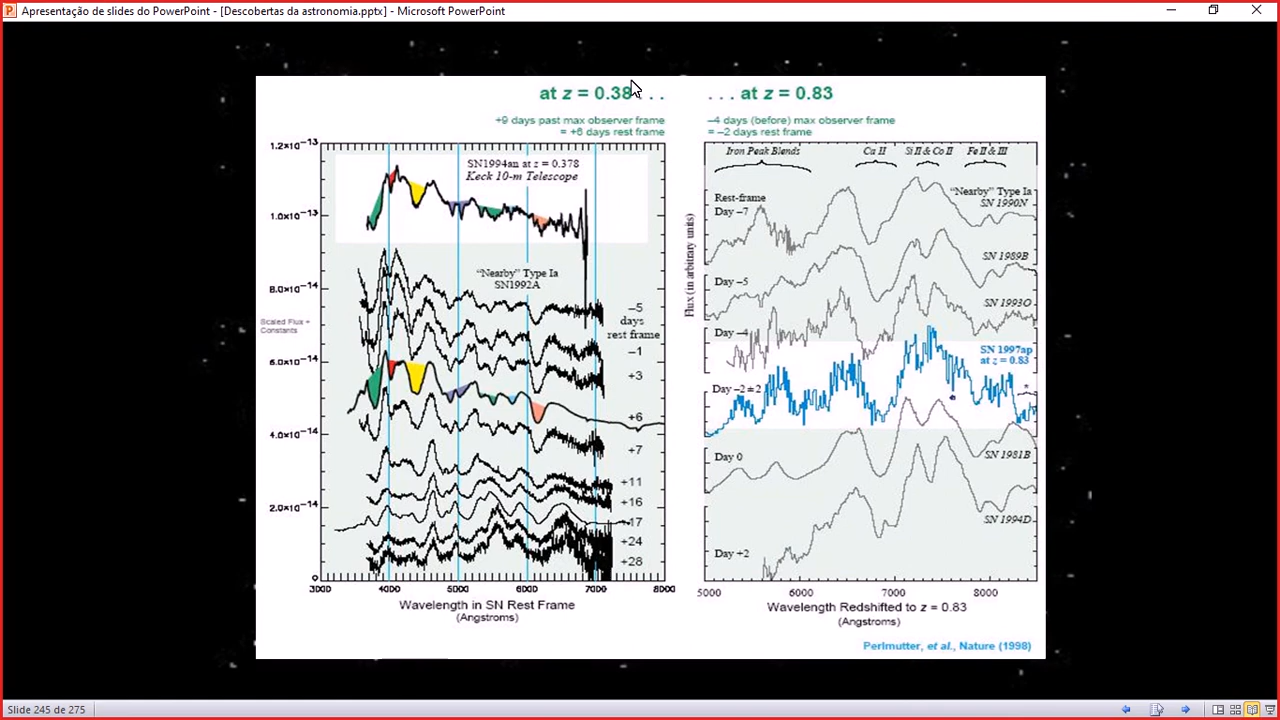 Apresentação de slides do PowerPoint - [Descobertas da astronomia.pptx] - Microsoft PowerPoint
at z = 0.38 . . .
+9 days past max observer frame
= +6 days rest frame
1.2×10⁻¹³
1.0×10⁻¹³
8.0×10⁻¹⁴
6.0×10⁻¹⁴
4.0×10⁻¹⁴
2.0×10⁻¹⁴
0
Scaled Flux +
Constants
SN1994an at z = 0.378
Keck 10-m Telescope
“Nearby” Type Ia
SN1992A
–5
days
rest frame
–1
+3
+6
+7
+11
+16
+17
+24
+28
3000 4000 5000 6000 7000 8000
Wavelength in SN Rest Frame
(Angstroms)
. . . at z = 0.83
–4 days (before) max observer frame
= –2 days rest frame
Iron Peak Blends Ca II Si II & Co II Fe II & III
Flux (in arbitrary units)
Rest-frame
Day –7
“Nearby” Type Ia
SN 1990N
SN 1989B
Day –5
SN 1993O
Day –4
SN 1997ap
at z = 0.83
Day –2 ± 2
*
SN 1981B
Day 0
SN 1994D
Day +2
5000 6000 7000 8000
Wavelength Redshifted to z = 0.83
(Angstroms)
Perlmutter, et al., Nature (1998)
Slide 245 de 275